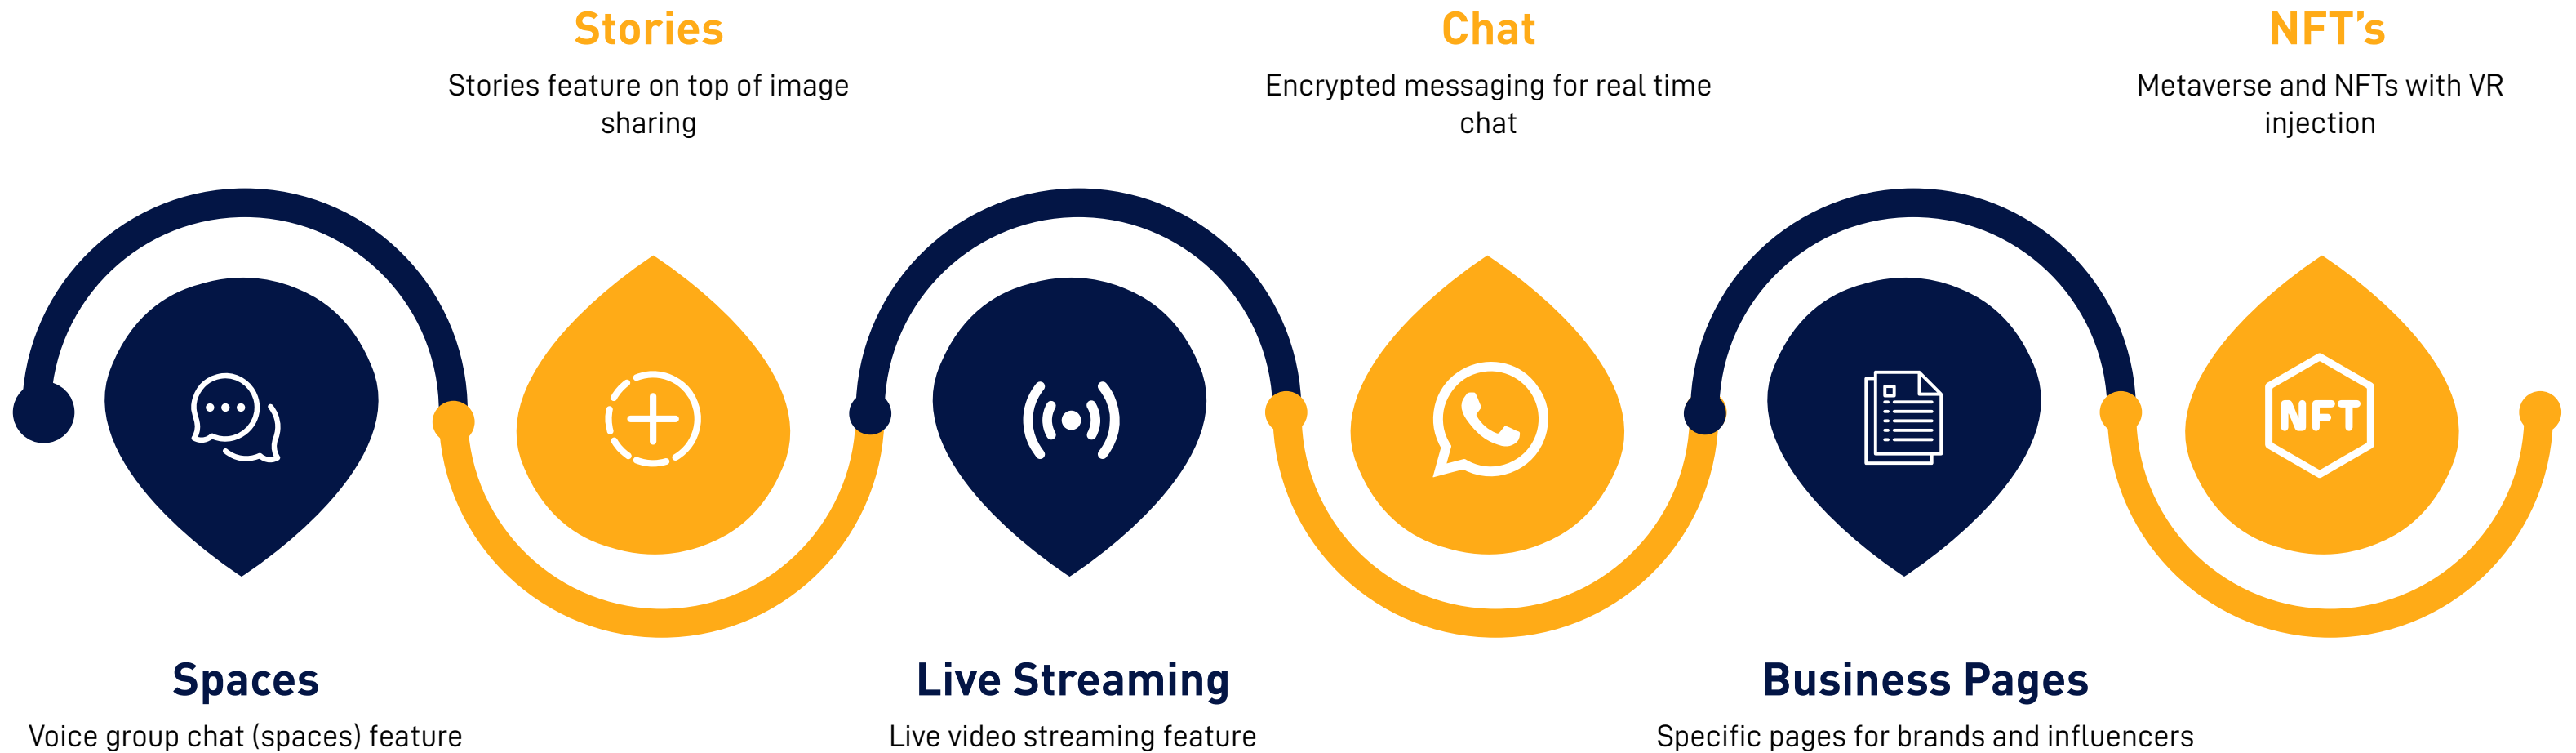 Stories
Stories feature on top of image
sharing
Chat
Encrypted messaging for real time
chat
NFT’s
Metaverse and NFTs with VR
injection
NFT
Spaces
Voice group chat (spaces) feature
Live Streaming
Live video streaming feature
Business Pages
Specific pages for brands and influencers